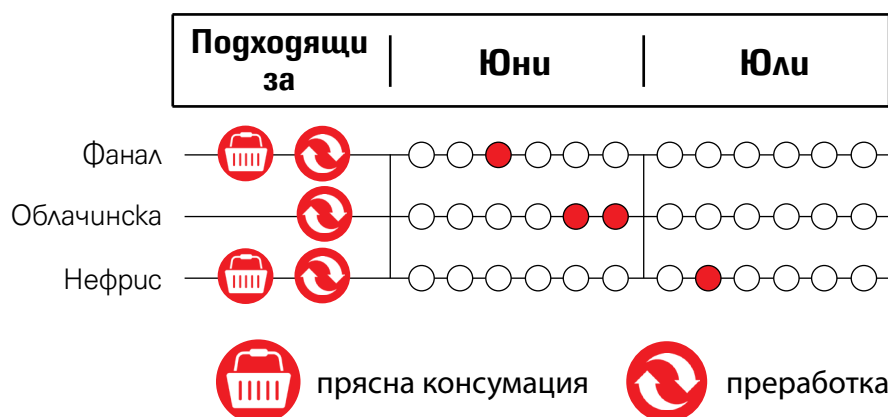 Подходящи
за
Юни
Юли
Фанал
Облачинска
Нефрис
прясна консумация
преработка